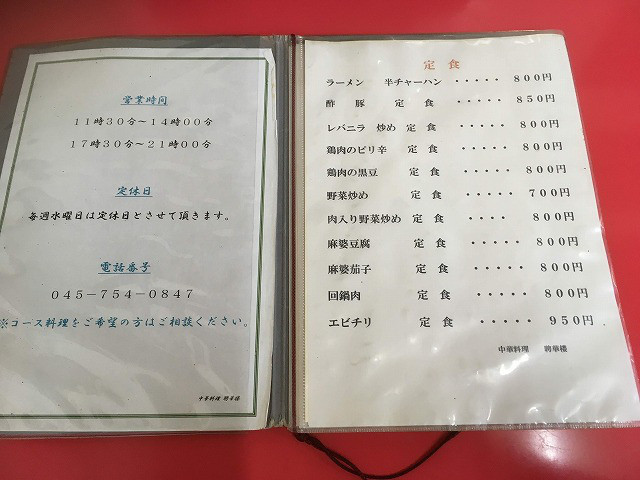 営業時間
11時30分～14時00分
17時30分～21時00分
定休日
毎週水曜日は定休日とさせて頂きます。
電話番号
045－754－0847
※コース料理をご希望の方はご相談ください。
中華料理
定食
ラーメン 半チャーハン ・・・・・ 800円
酢豚 定食 ・・・・・ 850円
レバニラ 炒め 定食 ・・・・・ 800円
鶏肉のピリ辛 定食 ・・・・・ 800円
鶏肉の黒豆 定食 ・・・・・ 800円
野菜炒め 定食 ・・・・ 700円
肉入り野菜炒め 定食 ・・・・ 800円
麻婆豆腐 定食 ・・・・・ 800円
麻婆茄子 定食 ・・・・・ 800円
回鍋肉 定食 ・・・・・ 800円
エビチリ 定食 ・・・・・ 950円
中華料理